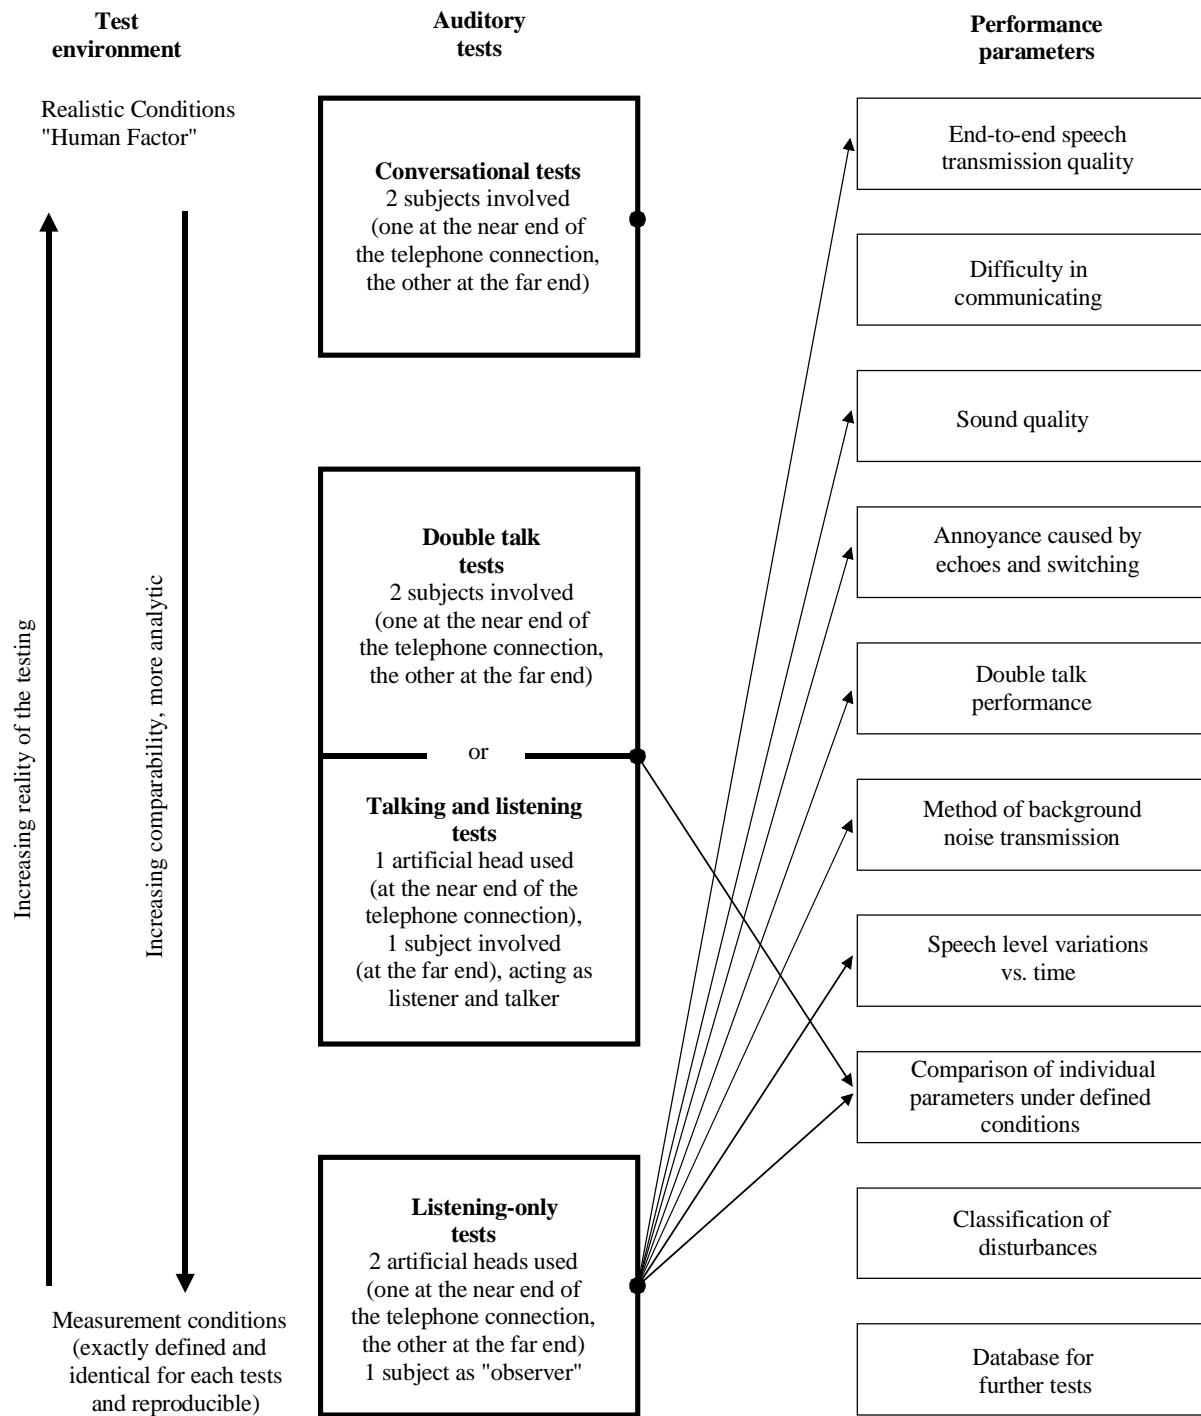 Test
environment
Auditory
tests
Performance
parameters
Realistic Conditions
"Human Factor"
Increasing reality of the testing
Increasing comparability, more analytic
Measurement conditions
(exactly defined and
identical for each tests
and reproducible)
Conversational tests
2 subjects involved
(one at the near end of
the telephone connection,
the other at the far end)
Double talk
tests
2 subjects involved
(one at the near end of
the telephone connection,
the other at the far end)
or
Talking and listening
tests
1 artificial head used
(at the near end of the
telephone connection),
1 subject involved
(at the far end), acting as
listener and talker
Listening-only
tests
2 artificial heads used
(one at the near end of
the telephone connection,
the other at the far end)
1 subject as "observer"
End-to-end speech
transmission quality
Difficulty in
communicating
Sound quality
Annoyance caused by
echoes and switching
Double talk
performance
Method of background
noise transmission
Speech level variations
vs. time
Comparison of individual
parameters under defined
conditions
Classification of
disturbances
Database for
further tests